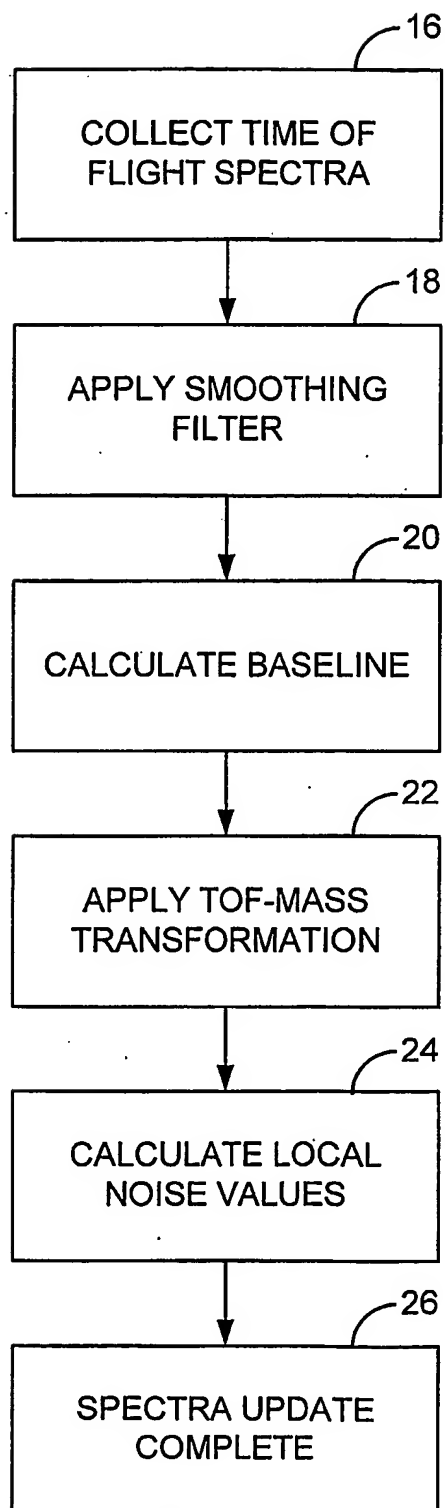 16
COLLECT TIME OF
FLIGHT SPECTRA
18
APPLY SMOOTHING
FILTER
20
CALCULATE BASELINE
22
APPLY TOF-MASS
TRANSFORMATION
24
CALCULATE LOCAL
NOISE VALUES
26
SPECTRA UPDATE
COMPLETE